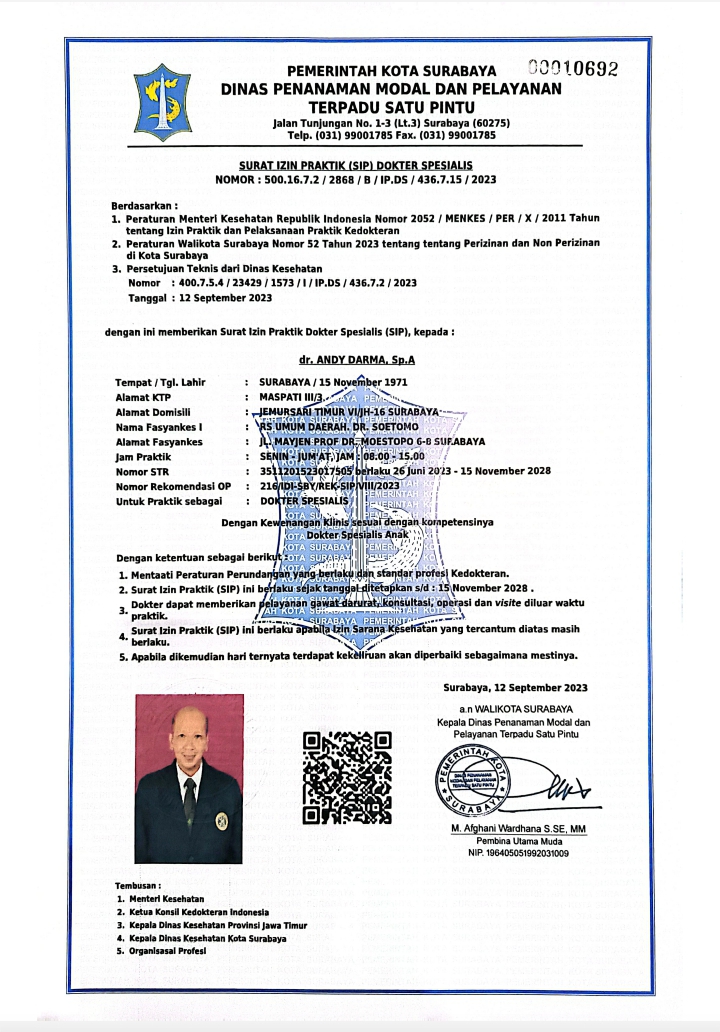 PEMERINTAH KOTA SURABAYA
00010692
DINAS PENANAMAN MODAL DAN PELAYANAN
TERPADU SATU PINTU
Jalan Tunjungan No. 1-3 (Lt.3) Surabaya (60275)
Telp. (031) 99001785 Fax. (031) 99001785
SURAT IZIN PRAKTIK (SIP) DOKTER SPESIALIS
NOMOR : 500.16.7.2 / 2868 / B / IP.DS / 436.7.15 / 2023
Berdasarkan :
1. Peraturan Menteri Kesehatan Republik Indonesia Nomor 2052 / MENKES / PER / X / 2011 Tahun
tentang Izin Praktik dan Pelaksanaan Praktik Kedokteran
2. Peraturan Walikota Surabaya Nomor 52 Tahun 2023 tentang tentang Perizinan dan Non Perizinan
di Kota Surabaya
3. Persetujuan Teknis dari Dinas Kesehatan
Nomor : 400.7.5.4 / 23429 / 1573 / I / IP.DS / 436.7.2 / 2023
Tanggal : 12 September 2023
dengan ini memberikan Surat Izin Praktik Dokter Spesialis (SIP), kepada :
dr. ANDY DARMA, Sp.A
Tempat / Tgl. Lahir : SURABAYA / 15 November 1971
Alamat KTP : MASPATI III/3
Alamat Domisili : JEMURSARI TIMUR VI/JH-16 SURABAYA
Nama Fasyankes I : RS UMUM DAERAH. DR. SOETOMO
Alamat Fasyankes : JL. MAYJEN PROF DR. MOESTOPO 6-8 SURABAYA
Jam Praktik : SENIN - JUM'AT, JAM : 08.00 - 15.00
Nomor STR : 3511201523017505 berlaku 26 Juni 2023 - 15 November 2028
Nomor Rekomendasi OP : 216/IDI-SBY/REK-SIP/VIII/2023
Untuk Praktik sebagai : DOKTER SPESIALIS
Dengan Kewenangan Klinis sesuai dengan kompetensinya
Dokter Spesialis Anak
Dengan ketentuan sebagai berikut :
1. Mentaati Peraturan Perundangan yang berlaku dan standar profesi Kedokteran.
2. Surat Izin Praktik (SIP) ini berlaku sejak tanggal ditetapkan s/d : 15 November 2028 .
3. Dokter dapat memberikan pelayanan gawat darurat, konsultasi, operasi dan visite diluar waktu
praktik.
4. Surat Izin Praktik (SIP) ini berlaku apabila Izin Sarana Kesehatan yang tercantum diatas masih
berlaku.
5. Apabila dikemudian hari ternyata terdapat kekeliruan akan diperbaiki sebagaimana mestinya.
Surabaya, 12 September 2023
a.n WALIKOTA SURABAYA
Kepala Dinas Penanaman Modal dan
Pelayanan Terpadu Satu Pintu
PEMERINTAH KOTA
DINAS PENANAMAN
MODAL DAN PELAYANAN
TERPADU SATU PINTU
SURABAYA
M. Afghani Wardhana S.SE, MM
Pembina Utama Muda
NIP. 196405051992031009
Tembusan :
1. Menteri Kesehatan
2. Ketua Konsil Kedokteran Indonesia
3. Kepala Dinas Kesehatan Provinsi Jawa Timur
4. Kepala Dinas Kesehatan Kota Surabaya
5. Organisasai Profesi